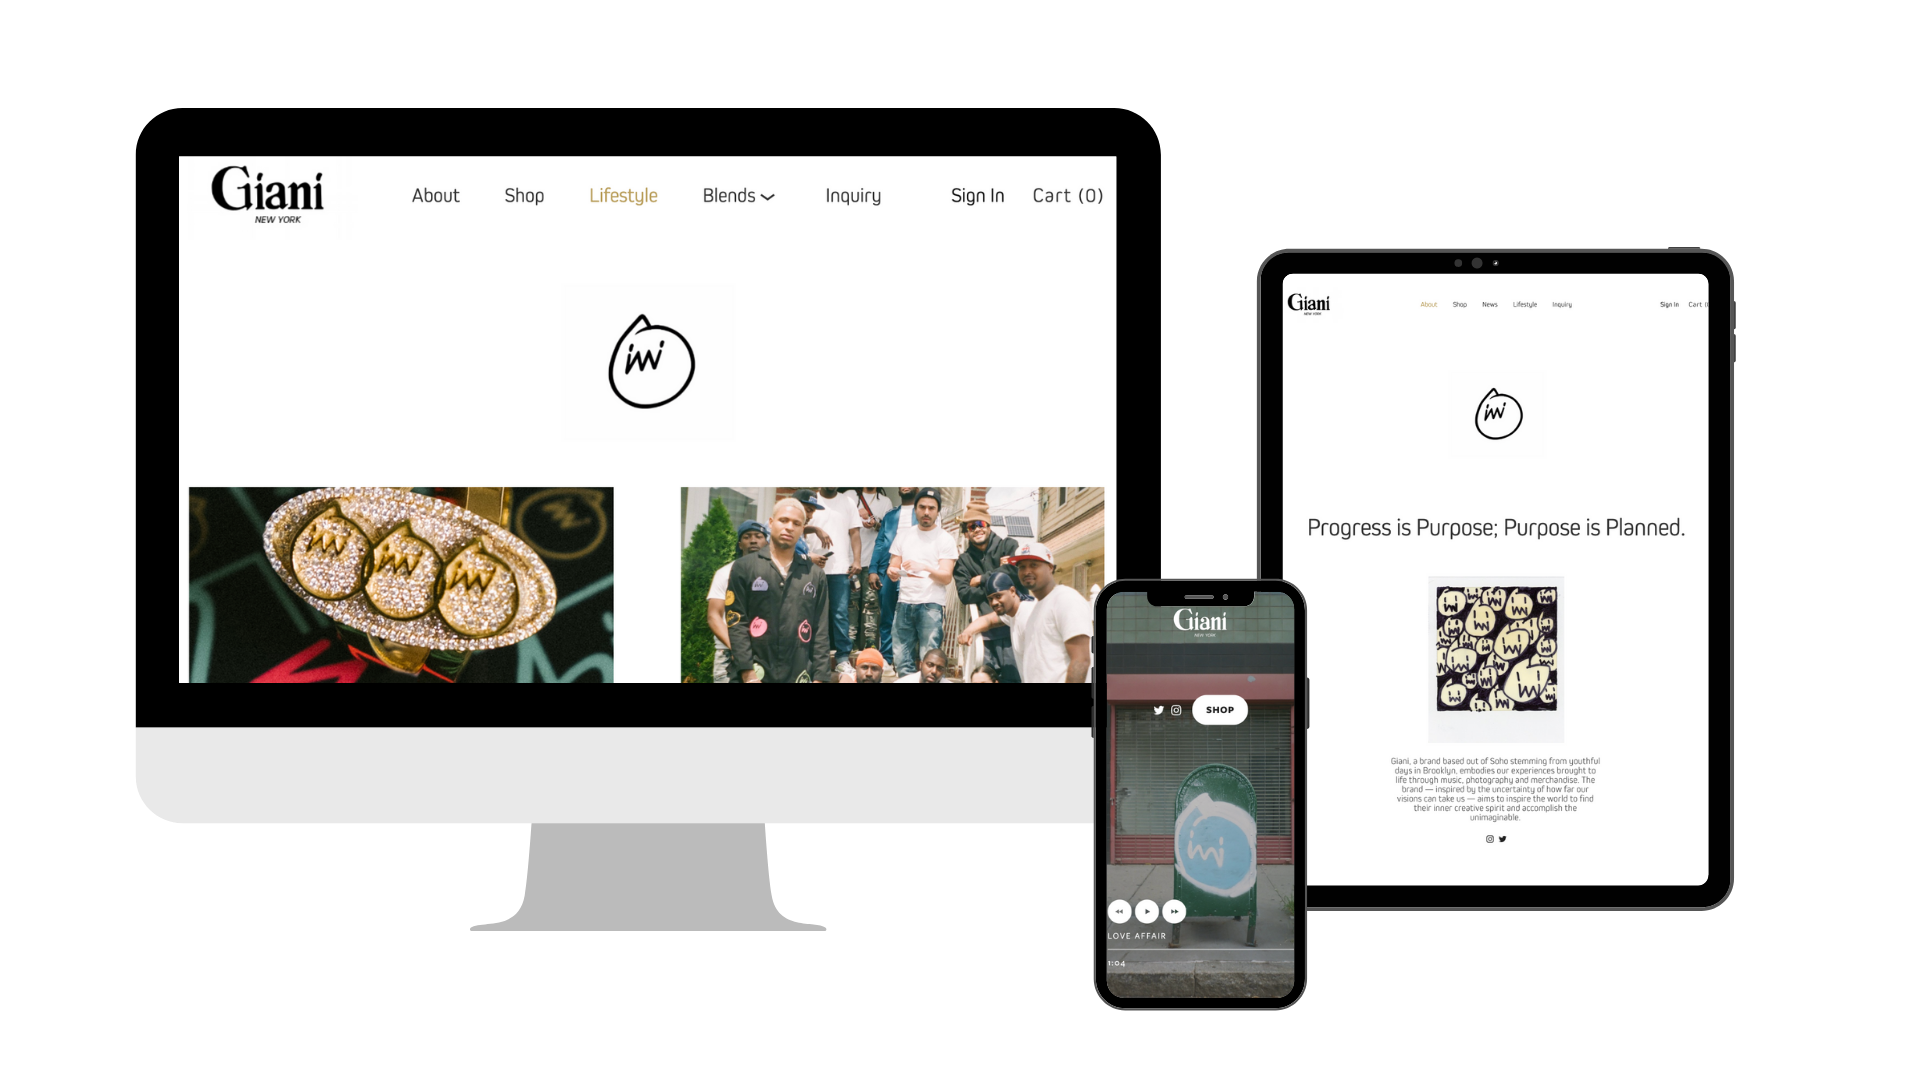 Giani
NEW YORK
About
Shop
Lifestyle
Blends
Inquiry
Sign In
Cart (0)
Giani
NEW YORK
About
Shop
News
Lifestyle
Inquiry
Sign In
Cart (
Progress is Purpose; Purpose is Planned.
Giani, a brand based out of Soho stemming from youthful
days in Brooklyn, embodies our experiences brought to
life through music, photography and merchandise. The
brand — inspired by the uncertainty of how far our
visions can take us — aims to inspire the world to find
their inner creative spirit and accomplish the
unimaginable.
Giani
NEW YORK
SHOP
LOVE AFFAIR
1:04